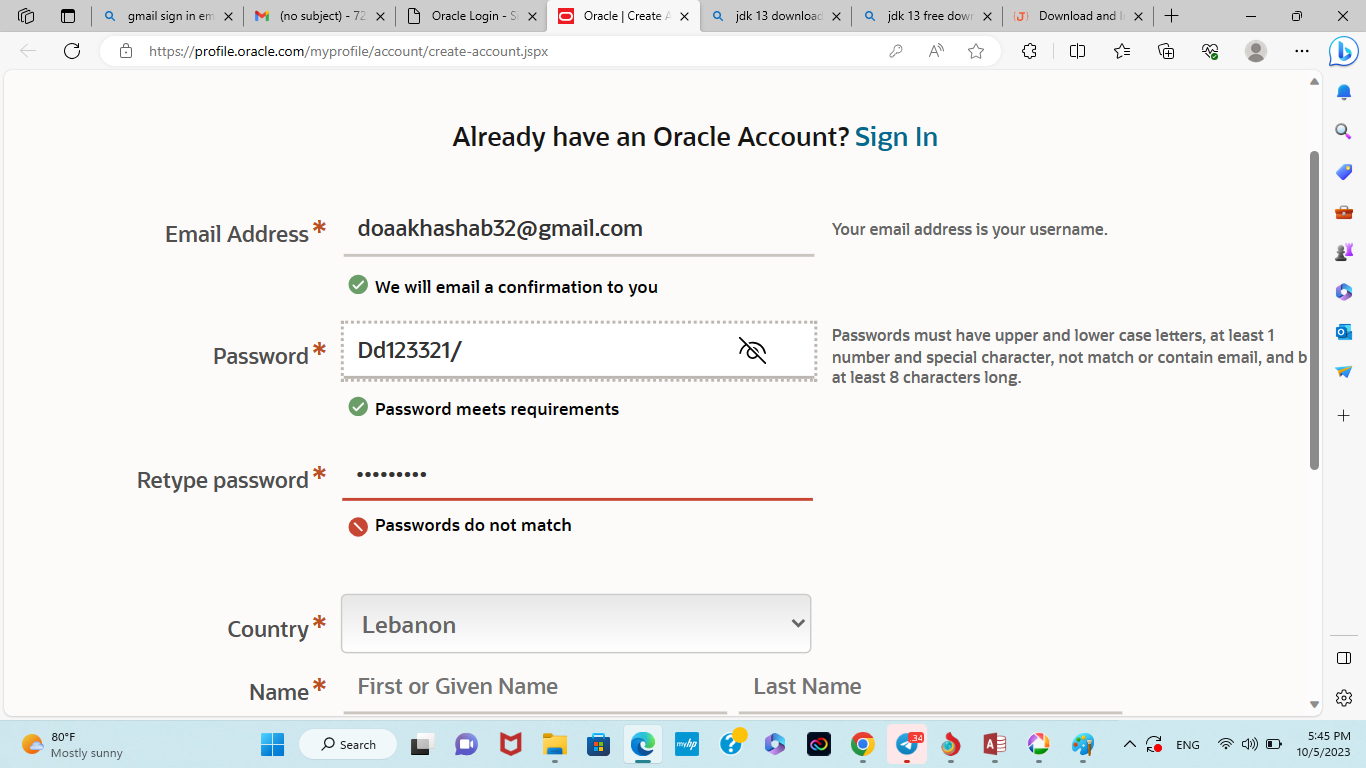 gmail sign in em
(no subject) - 72
Oracle Login - S
Oracle | Create A
jdk 13 download
jdk 13 free dow
Download and I
https://profile.oracle.com/myprofile/account/create-account.jspx
Already have an Oracle Account? Sign In
Email Address*
doaakhashab32@gmail.com
Your email address is your username.
We will email a confirmation to you
Password*
Dd123321/
Passwords must have upper and lower case letters, at least 1
number and special character, not match or contain email, and b
at least 8 characters long.
Password meets requirements
Retype password*
•••••••••
Passwords do not match
Country*
Lebanon
Name*
First or Given Name
Last Name
80°F
Mostly sunny
Search
myhp
34
ENG
5:45 PM
10/5/2023